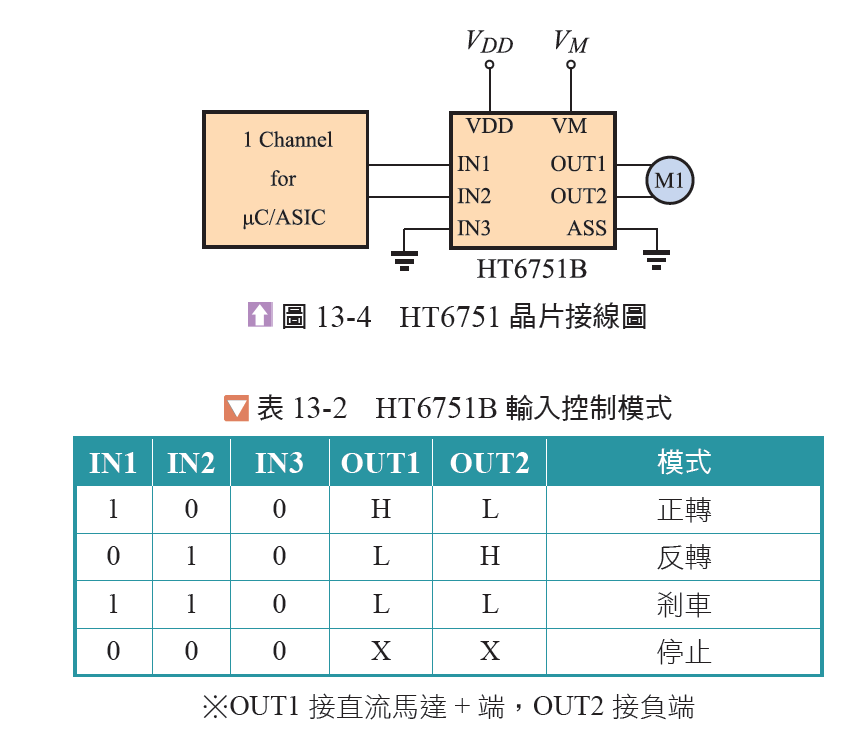 VDD VM
1 Channel
for
μC/ASIC
VDD VM
IN1 OUT1
IN2 OUT2
IN3 ASS
M1
HT6751B
圖 13-4 HT6751 晶片接線圖
表 13-2 HT6751B 輸入控制模式
IN1 IN2 IN3 OUT1 OUT2 模式
1 0 0 H L 正轉
0 1 0 L H 反轉
1 1 0 L L 剎車
0 0 0 X X 停止
※OUT1 接直流馬達 + 端，OUT2 接負端